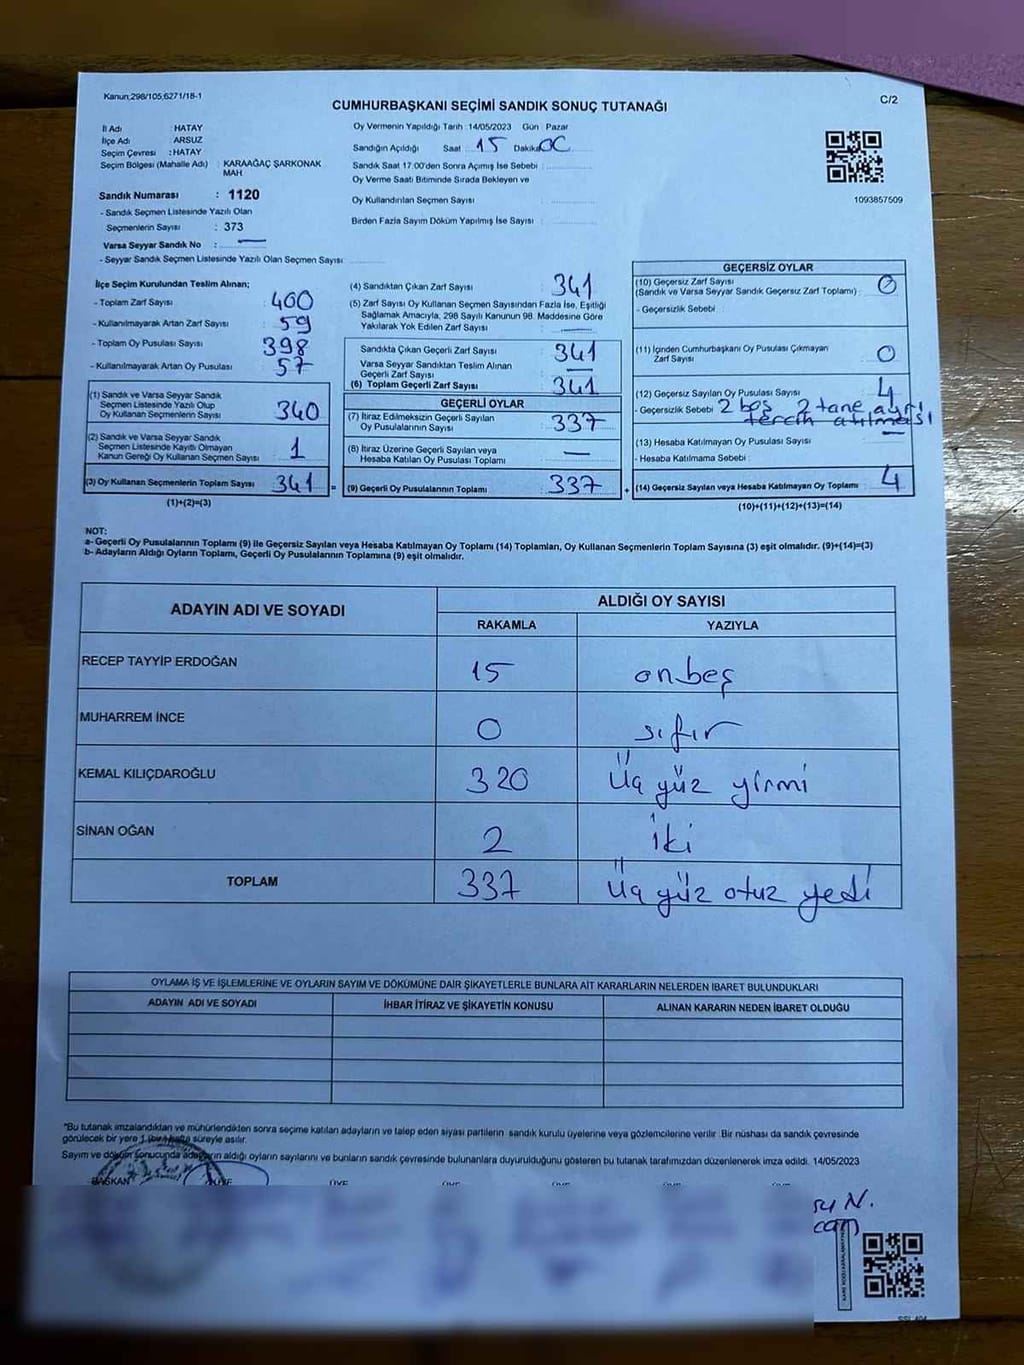 Kanun;298/105,6271/18-1
CUMHURBAŞKANI SEÇİMİ SANDIK SONUÇ TUTANAĞI
C/2
İl Adı : HATAY
İlçe Adı : ARSUZ
Seçim Çevresi : HATAY
Seçim Bölgesi (Mahalle Adı) : KARAAĞAÇ ŞARKONAK
MAH
Sandık Numarası : 1120
- Sandık Seçmen Listesinde Yazılı Olan
Seçmenlerin Sayısı : 373
Varsa Seyyar Sandık No : —
- Seyyar Sandık Seçmen Listesinde Yazılı Olan Seçmen Sayısı
Oy Vermenin Yapıldığı Tarih : 14/05/2023 Gün : Pazar
Sandığın Açıldığı Saat 15 Dakika 00
Sandık Saat 17:00'den Sonra Açımış İse Sebebi :
Oy Verme Saati Bitiminde Sırada Bekleyen ve
Oy Kullandırılan Seçmen Sayısı :
Birden Fazla Sayım Döküm Yapılmış İse Sayısı :
1093857509
İlçe Seçim Kurulundan Teslim Alınan;
- Toplam Zarf Sayısı : 400
- Kullanılmayarak Artan Zarf Sayısı : 59
- Toplam Oy Pusulası Sayısı : 398
- Kullanılmayarak Artan Oy Pusulası : 57
(1) Sandık ve Varsa Seyyar Sandık
Seçmen Listesinde Yazılı Olup
Oy Kullanan Seçmenlerin Sayısı : 340
(2) Sandık ve Varsa Seyyar Sandık
Seçmen Listesinde Kayıtlı Olmayan
Kanun Gereği Oy Kullanan Seçmen Sayısı : 1
(3) Oy Kullanan Seçmenlerin Toplam Sayısı : 341 =
(1)+(2)=(3)
(4) Sandıktan Çıkan Zarf Sayısı : 341
(5) Zarf Sayısı Oy Kullanan Seçmen Sayısından Fazla İse, Eşitliği
Sağlamak Amacıyla, 298 Sayılı Kanunun 98. Maddesine Göre
Yakılarak Yok Edilen Zarf Sayısı : —
Sandıkta Çıkan Geçerli Zarf Sayısı : 341
Varsa Seyyar Sandıktan Teslim Alınan
Geçerli Zarf Sayısı : —
(6) Toplam Geçerli Zarf Sayısı : 341
GEÇERLİ OYLAR
(7) İtiraz Edilmeksizin Geçerli Sayılan
Oy Pusulalarının Sayısı : 337
(8) İtiraz Üzerine Geçerli Sayılan veya
Hesaba Katılan Oy Pusulası Toplamı : —
(9) Geçerli Oy Pusulalarının Toplamı : 337 +
GEÇERSİZ OYLAR
(10) Geçersiz Zarf Sayısı
(Sandık ve Varsa Seyyar Sandık Geçersiz Zarf Toplamı) : 0
- Geçersizlik Sebebi :
(11) İçinden Cumhurbaşkanı Oy Pusulası Çıkmayan
Zarf Sayısı : 0
(12) Geçersiz Sayılan Oy Pusulası Sayısı : 4
- Geçersizlik Sebebi : 2 boş 2 tane ayrı
tercih atılması
(13) Hesaba Katılmayan Oy Pusulası Sayısı : —
- Hesaba Katılmama Sebebi :
(14) Geçersiz Sayılan veya Hesaba Katılmayan Oy Toplamı : 4
(10)+(11)+(12)+(13)=(14)
NOT:
a- Geçerli Oy Pusulalarının Toplamı (9) ile Geçersiz Sayılan veya Hesaba Katılmayan Oy Toplamı (14) Toplamları, Oy Kullanan Seçmenlerin Toplam Sayısına (3) eşit olmalıdır. (9)+(14)=(3)
b- Adayların Aldığı Oyların Toplamı, Geçerli Oy Pusulalarının Toplamına (9) eşit olmalıdır.
ADAYIN ADI VE SOYADI ALDIĞI OY SAYISI
RAKAMLA YAZIYLA
RECEP TAYYİP ERDOĞAN 15 onbeş
MUHARREM İNCE 0 sıfır
KEMAL KILIÇDAROĞLU 320 Üç yüz yirmi
SİNAN OĞAN 2 iki
TOPLAM 337 Üç yüz otuz yedi
OYLAMA İŞ VE İŞLEMLERİNE VE OYLARIN SAYIM VE DÖKÜMÜNE DAİR ŞİKAYETLERLE BUNLARA AİT KARARLARIN NELERDEN İBARET BULUNDUKLARI
ADAYIN ADI VE SOYADI İHBAR İTİRAZ VE ŞİKAYETİN KONUSU ALINAN KARARIN NEDEN İBARET OLDUĞU
*Bu tutanak imzalandıktan ve mühürlendikten sonra seçime katılan adayların ve talep eden siyasi partilerin sandık kurulu üyelerine veya gözlemcilerine verilir. Bir nüshası da sandık çevresinde
görülecek bir yere 1 (bir) hafta süreyle asılır.
Sayım ve döküm sonucunda adayların aldığı oyların sayılarını ve bunların sandık çevresinde bulunanlara duyurulduğunu gösteren bu tutanak tarafımızdan düzenlenerek imza edildi. 14/05/2023
BAŞKAN ÜYE ÜYE ÜYE ÜYE